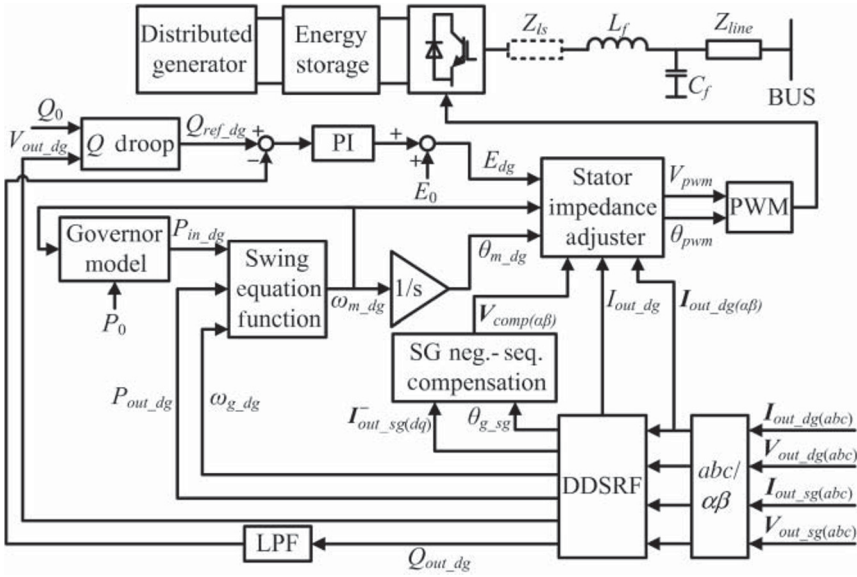 Distributed generator
Energy storage
Z_ls
L_f
Z_line
C_f
BUS
Q_0
V_out_dg
Q droop
Q_ref_dg
+
−
PI
+
+
E_0
E_dg
Stator impedance adjuster
V_pwm
θ_pwm
PWM
Governor model
P_in_dg
P_0
Swing equation function
ω_m_dg
1/s
θ_m_dg
V_comp(αβ)
I_out_dg
I_out_dg(αβ)
SG neg.- seq. compensation
P_out_dg
ω_g_dg
I⁻_out_sg(dq)
θ_g_sg
DDSRF
abc/αβ
I_out_dg(abc)
V_out_dg(abc)
I_out_sg(abc)
V_out_sg(abc)
LPF
Q_out_dg